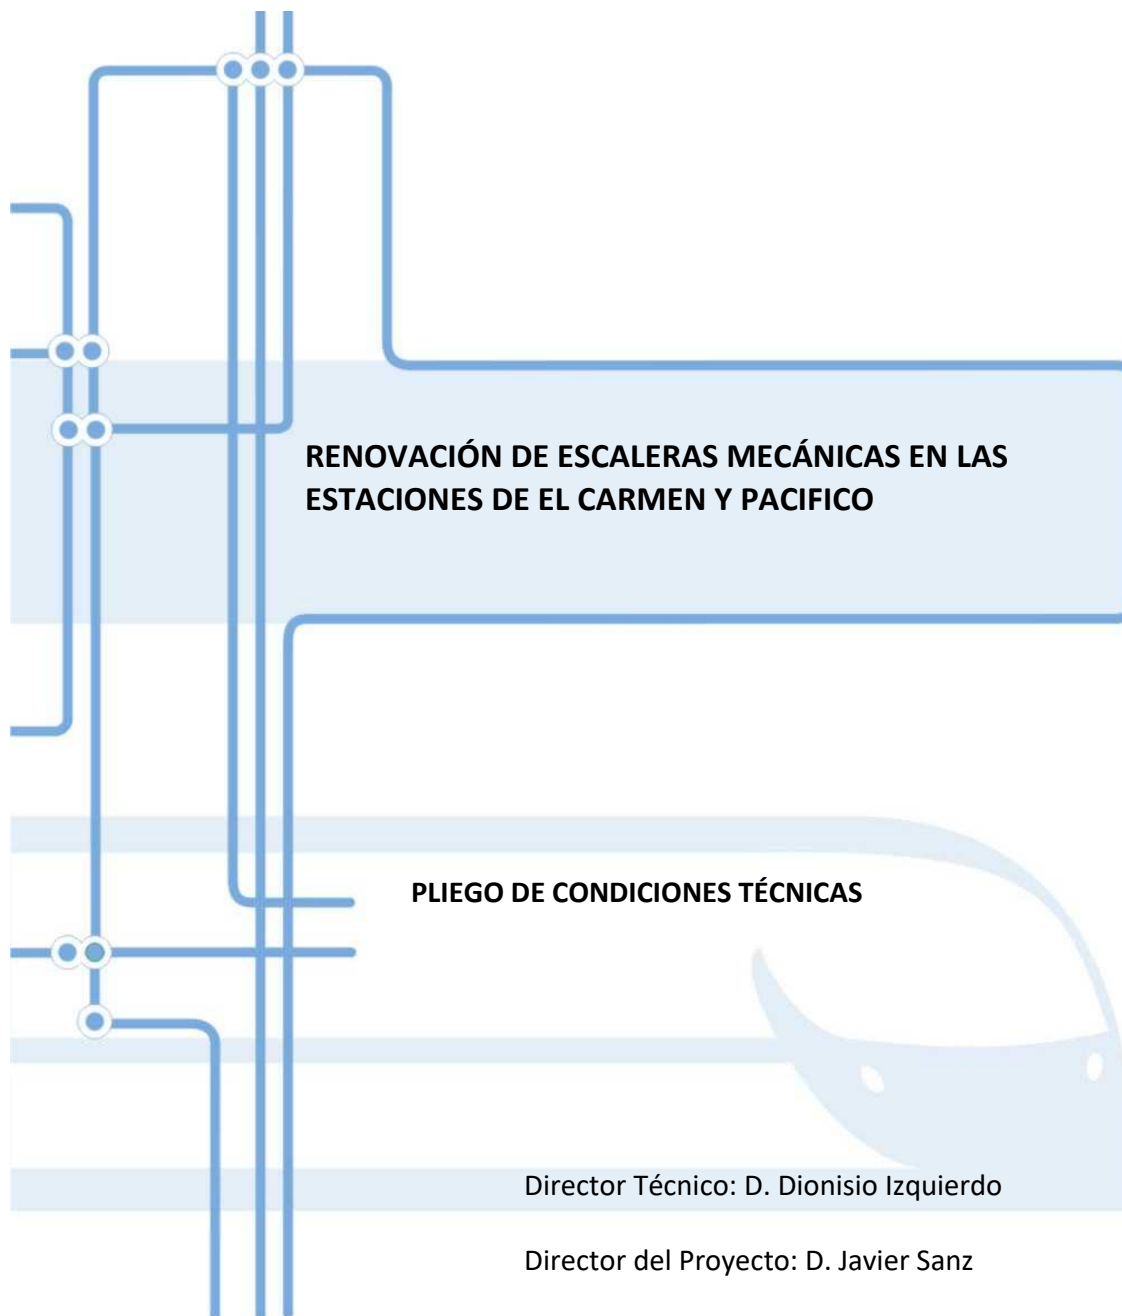 RENOVACIÓN DE ESCALERAS MECÁNICAS EN LAS
ESTACIONES DE EL CARMEN Y PACIFICO
PLIEGO DE CONDICIONES TÉCNICAS
Director Técnico: D. Dionisio Izquierdo
Director del Proyecto: D. Javier Sanz